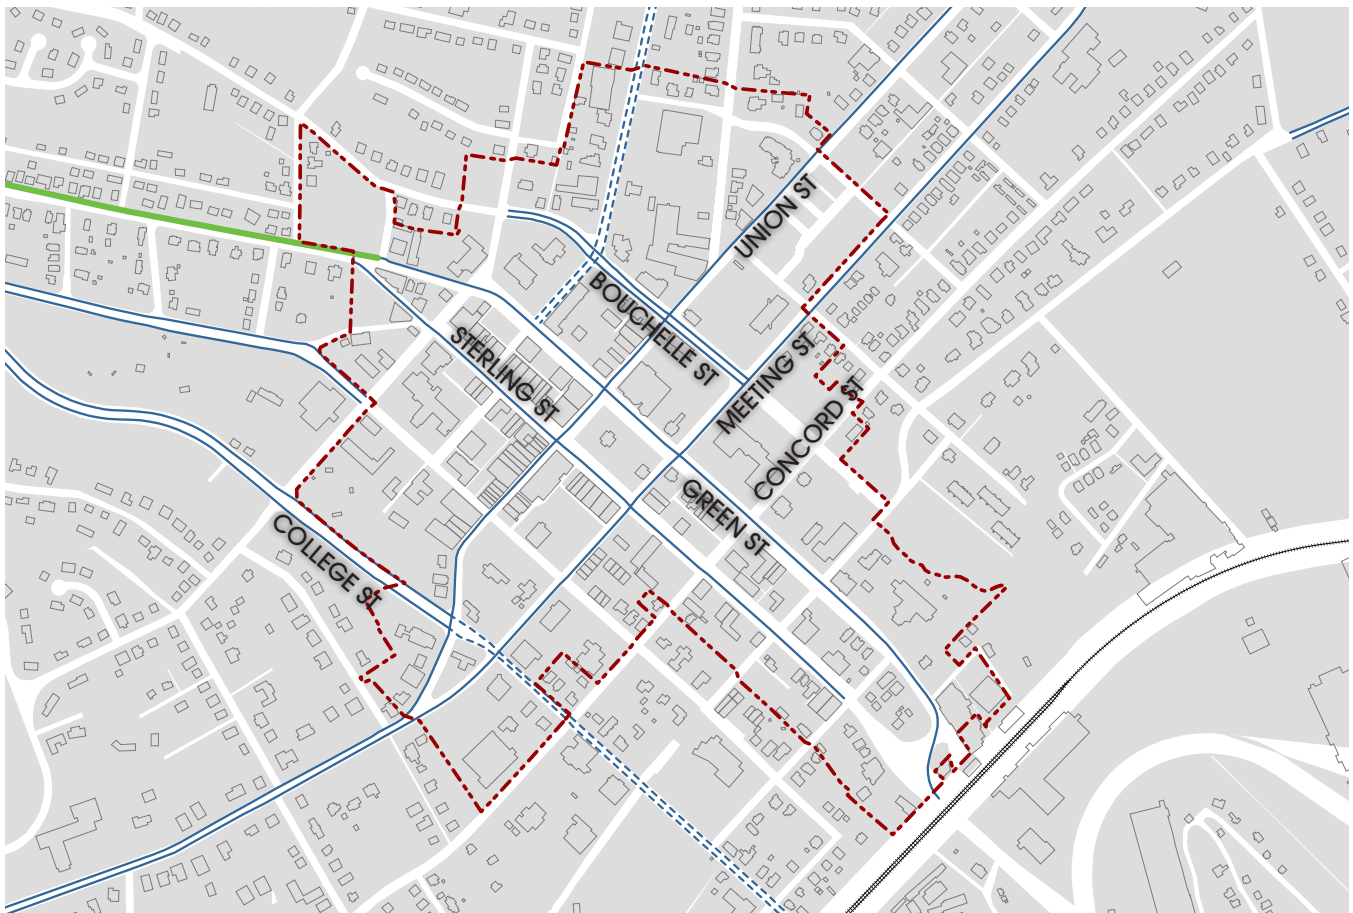 UNION ST
BOUCHELLE ST
STERLING ST
MEETING ST
CONCORD ST
GREEN ST
COLLEGE ST